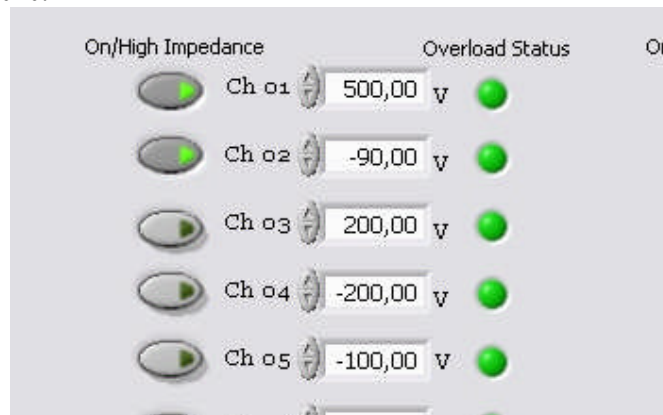 On/High Impedance Overload Status
Ch 01 500,00 V
Ch 02 -90,00 V
Ch 03 200,00 V
Ch 04 -200,00 V
Ch 05 -100,00 V